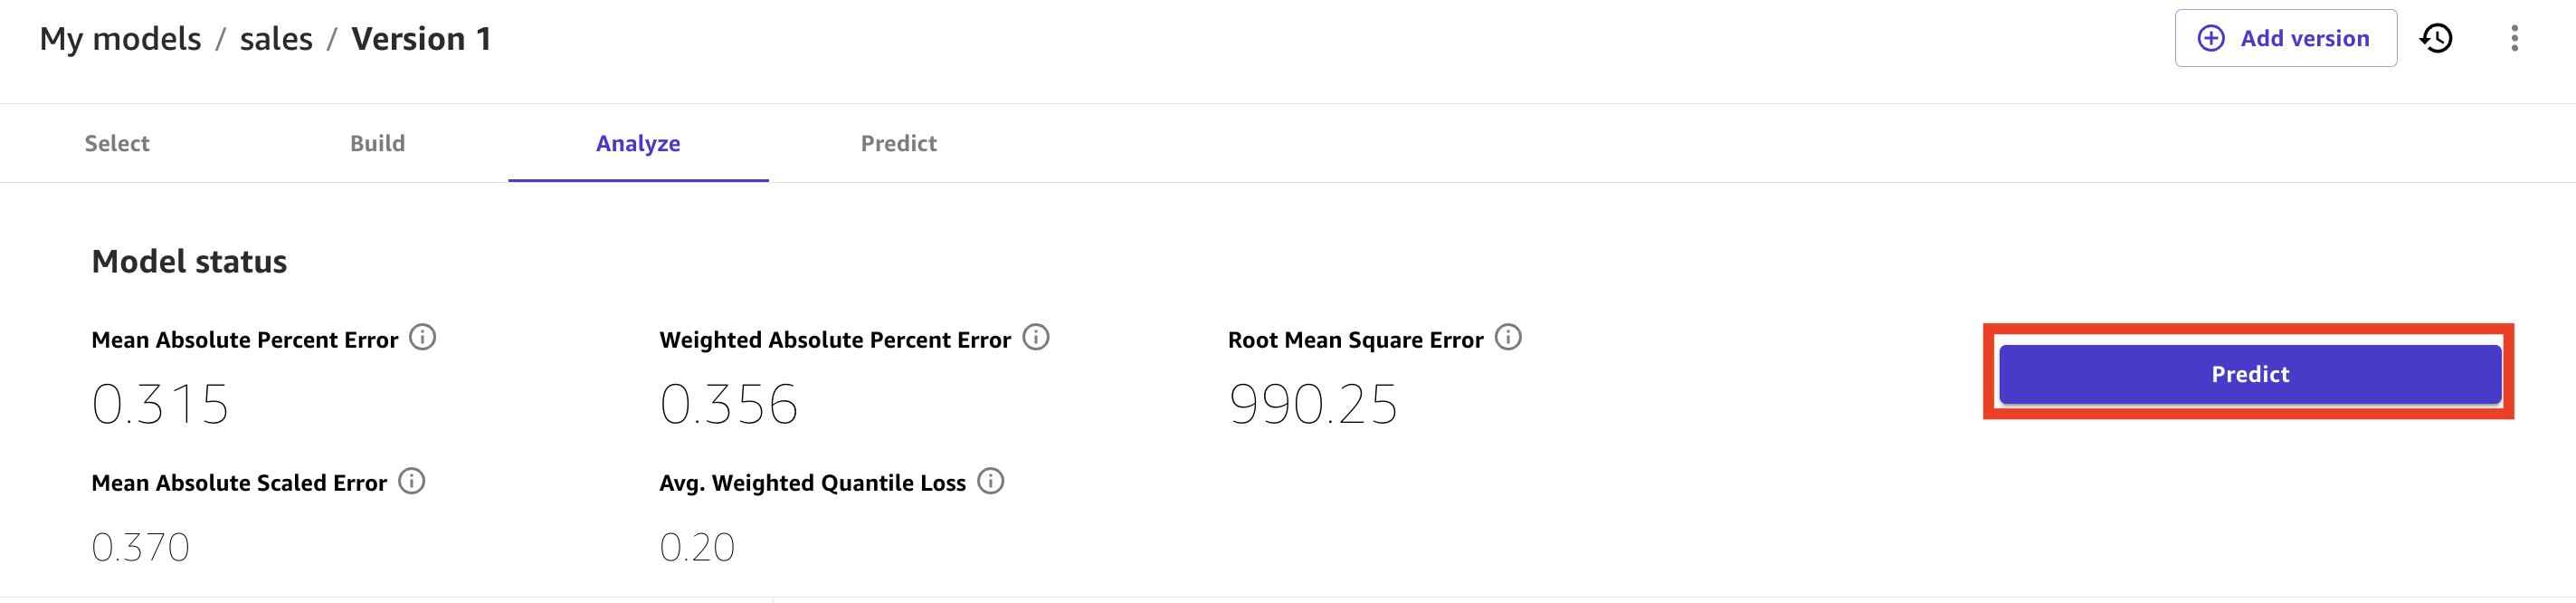 My models / sales / Version 1
Add version
Select
Build
Analyze
Predict
Model status
Mean Absolute Percent Error
0.315
Weighted Absolute Percent Error
0.356
Root Mean Square Error
990.25
Predict
Mean Absolute Scaled Error
0.370
Avg. Weighted Quantile Loss
0.20